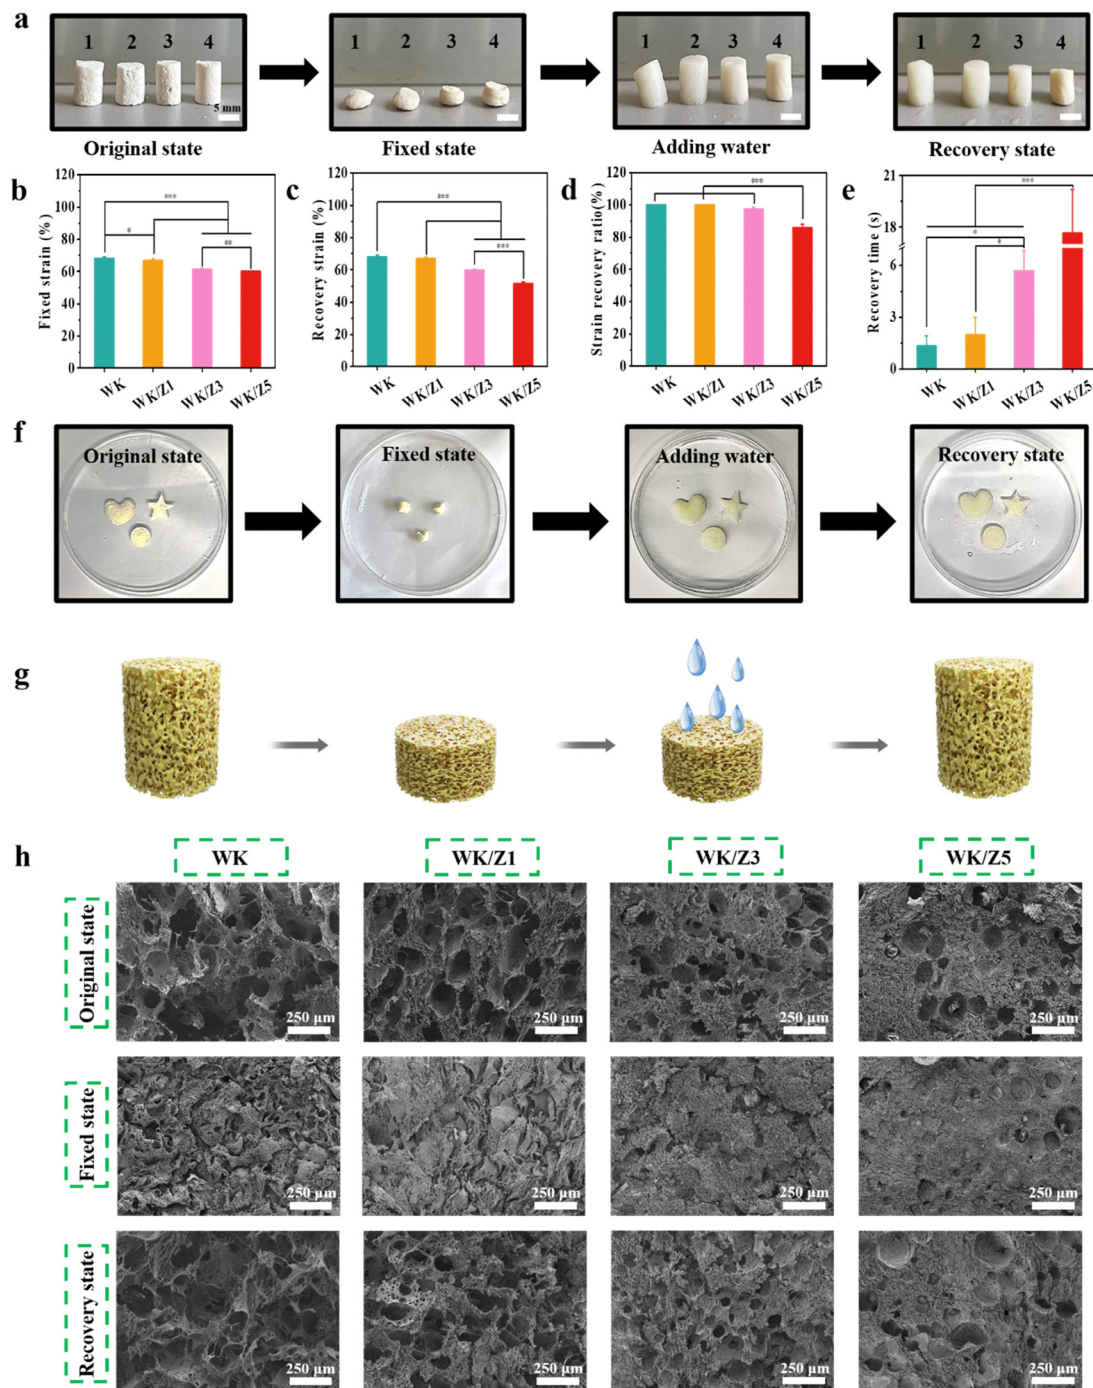 a
1 2 3 4
5 mm
1 2 3 4
1 2 3 4
1 2 3 4
Original state
Fixed state
Adding water
Recovery state
b
Fixed strain (%)
120
100
80
60
40
20
0
***
*
**
WK
WK/Z1
WK/Z3
WK/Z5
c
Recovery strain (%)
120
100
80
60
40
20
0
***
***
WK
WK/Z1
WK/Z3
WK/Z5
d
Strain recovery ratio(%)
120
100
80
60
40
20
0
***
WK
WK/Z1
WK/Z3
WK/Z5
e
Recovery time (s)
21
18
6
3
0
***
*
*
WK
WK/Z1
WK/Z3
WK/Z5
f
Original state
Fixed state
Adding water
Recovery state
g
h
WK
WK/Z1
WK/Z3
WK/Z5
Original state
250 µm
250 µm
250 µm
250 µm
Fixed state
250 µm
250 µm
250 µm
250 µm
Recovery state
250 µm
250 µm
250 µm
250 µm